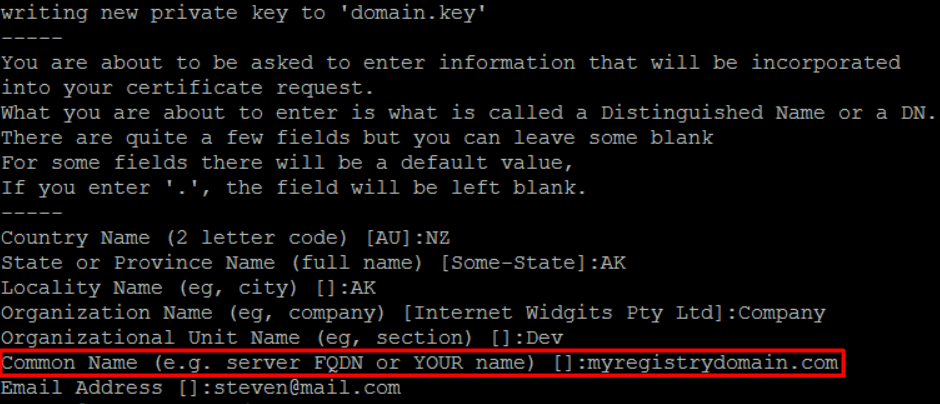 writing new private key to 'domain.key'
-----
You are about to be asked to enter information that will be incorporated
into your certificate request.
What you are about to enter is what is called a Distinguished Name or a DN.
There are quite a few fields but you can leave some blank
For some fields there will be a default value,
If you enter '.', the field will be left blank.
-----
Country Name (2 letter code) [AU]:NZ
State or Province Name (full name) [Some-State]:AK
Locality Name (eg, city) []:AK
Organization Name (eg, company) [Internet Widgits Pty Ltd]:Company
Organizational Unit Name (eg, section) []:Dev
Common Name (e.g. server FQDN or YOUR name) []:myregistrydomain.com
Email Address []:steven@mail.com